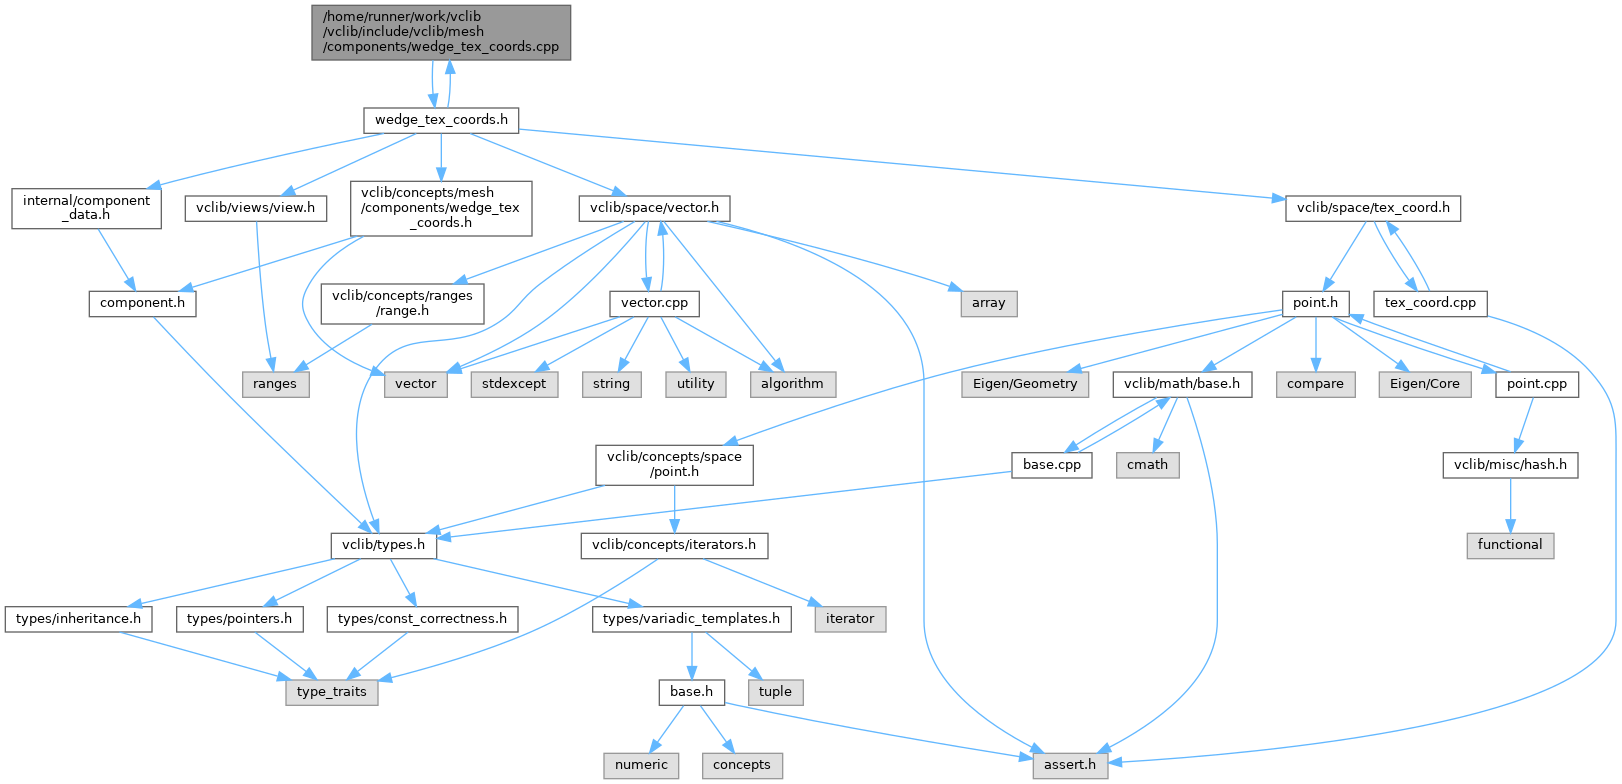 /home/runner/work/vclib
/vclib/include/vclib/mesh
/components/wedge_tex_coords.cpp
wedge_tex_coords.h
internal/component
_data.h
vclib/views/view.h
vclib/concepts/mesh
/components/wedge_tex
_coords.h
vclib/space/vector.h
vclib/space/tex_coord.h
component.h
vclib/concepts/ranges
/range.h
vector.cpp
array
point.h
tex_coord.cpp
ranges
vector
stdexcept
string
utility
algorithm
Eigen/Geometry
vclib/math/base.h
compare
Eigen/Core
point.cpp
vclib/concepts/space
/point.h
base.cpp
cmath
vclib/misc/hash.h
vclib/types.h
vclib/concepts/iterators.h
functional
types/inheritance.h
types/pointers.h
types/const_correctness.h
types/variadic_templates.h
iterator
type_traits
base.h
tuple
numeric
concepts
assert.h